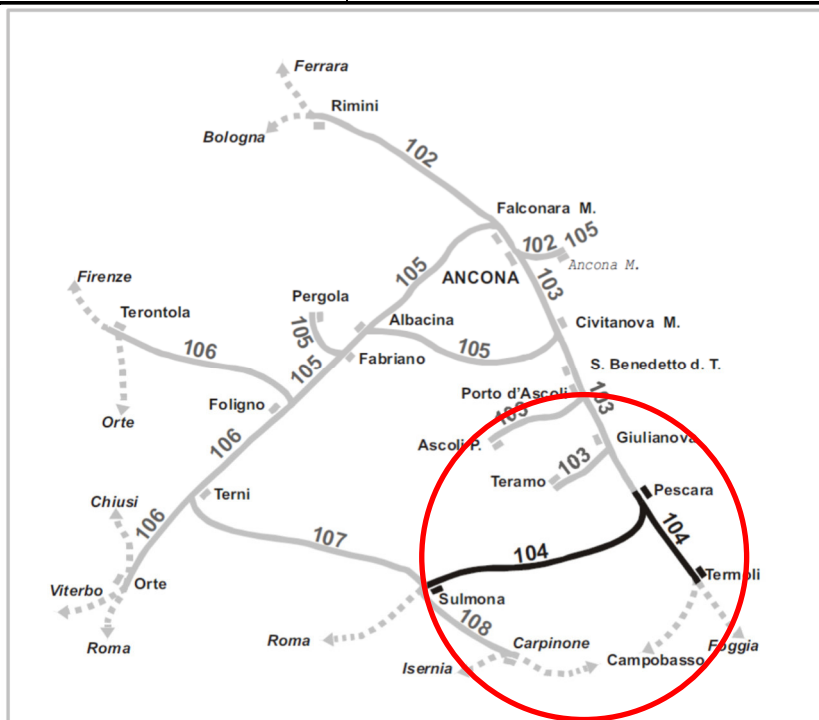 Ferrara
Rimini
Bologna
102
Falconara M.
102
105
Ancona M.
ANCONA
103
105
Firenze
Terontola
Pergola
Albacina
Civitanova M.
105
106
105
105
Fabriano
S. Benedetto d. T.
Porto d'Ascoli
103
103
Orte
Foligno
106
Ascoli P.
Giulianova
Teramo
103
Terni
Pescara
Chiusi
106
107
104
104
Viterbo
Orte
Sulmona
Termoli
108
Roma
Roma
Carpinone
Foggia
Isernia
Campobasso